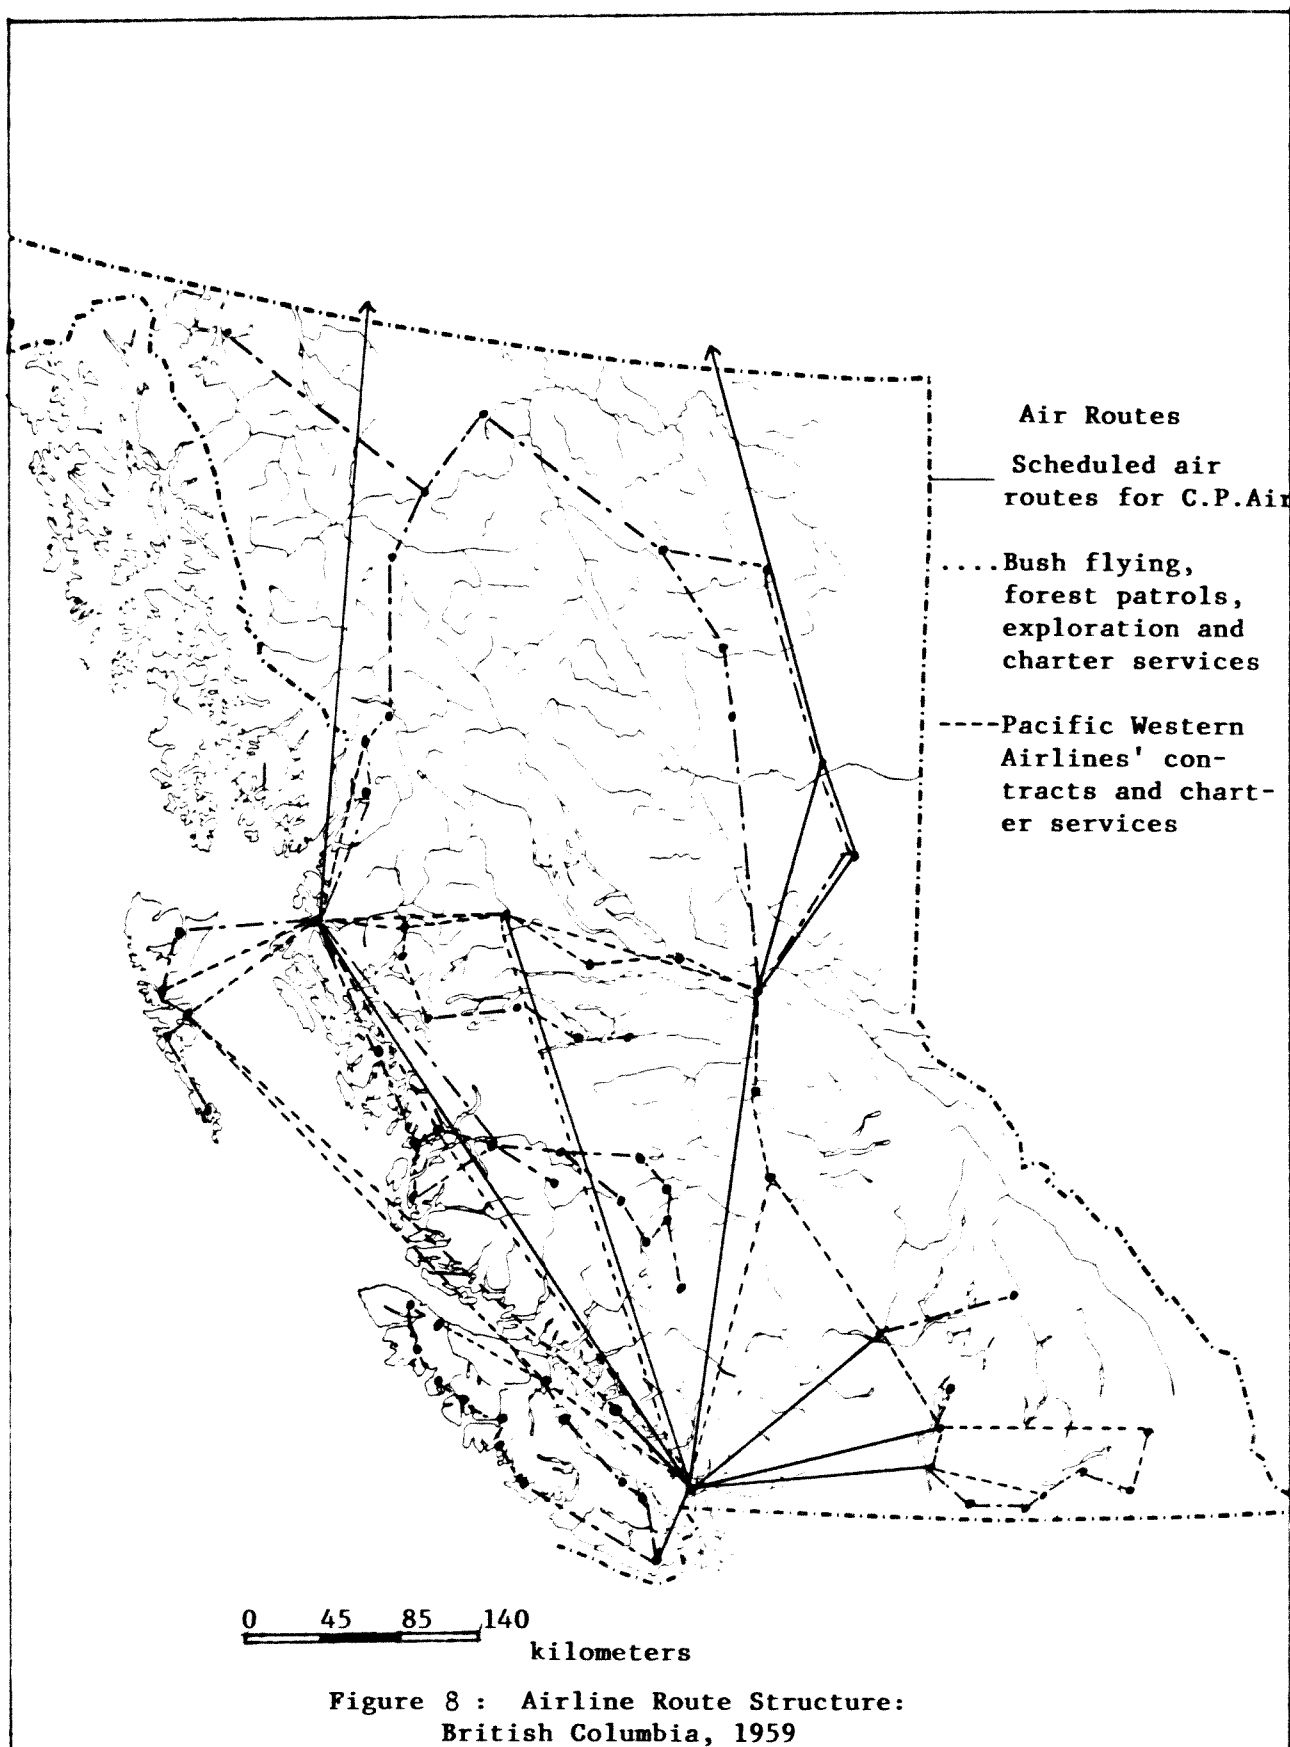 Air Routes
Scheduled air
routes for C.P.Air
....Bush flying,
forest patrols,
exploration and
charter services
----Pacific Western
Airlines' con-
tracts and chart-
er services
0 45 85 140
kilometers
Figure 8 : Airline Route Structure:
British Columbia, 1959